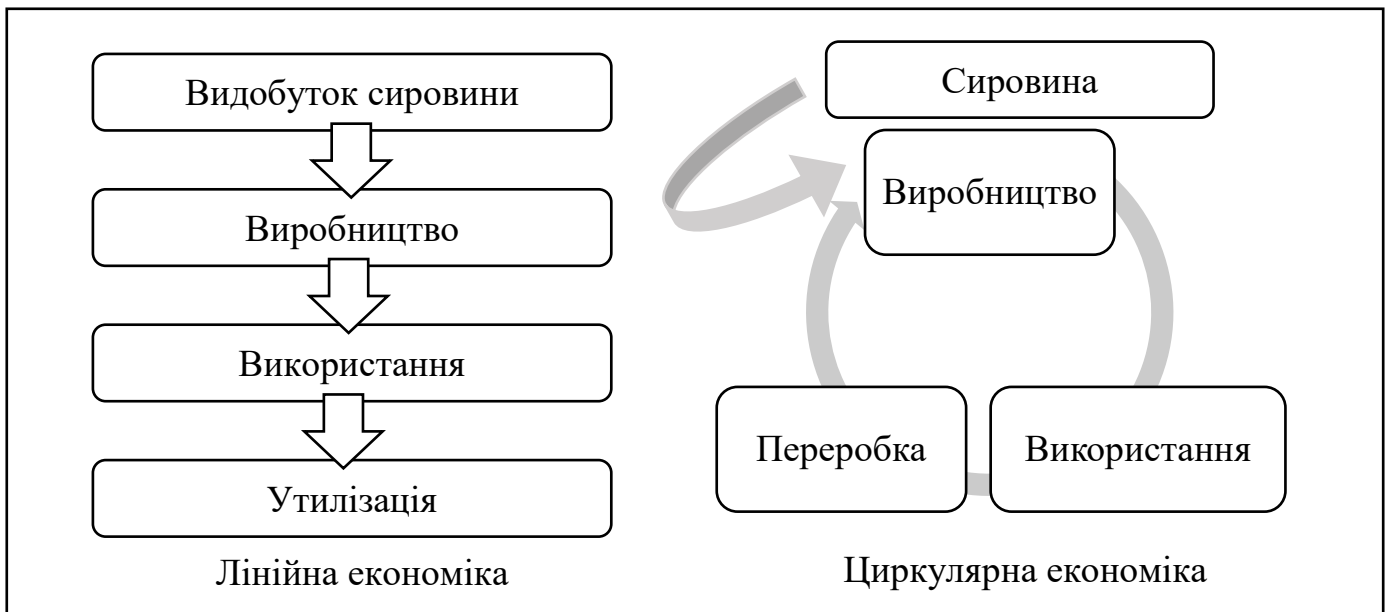 Видобуток сировини
Виробництво
Використання
Утилізація
Лінійна економіка
Сировина
Виробництво
Переробка
Використання
Циркулярна економіка